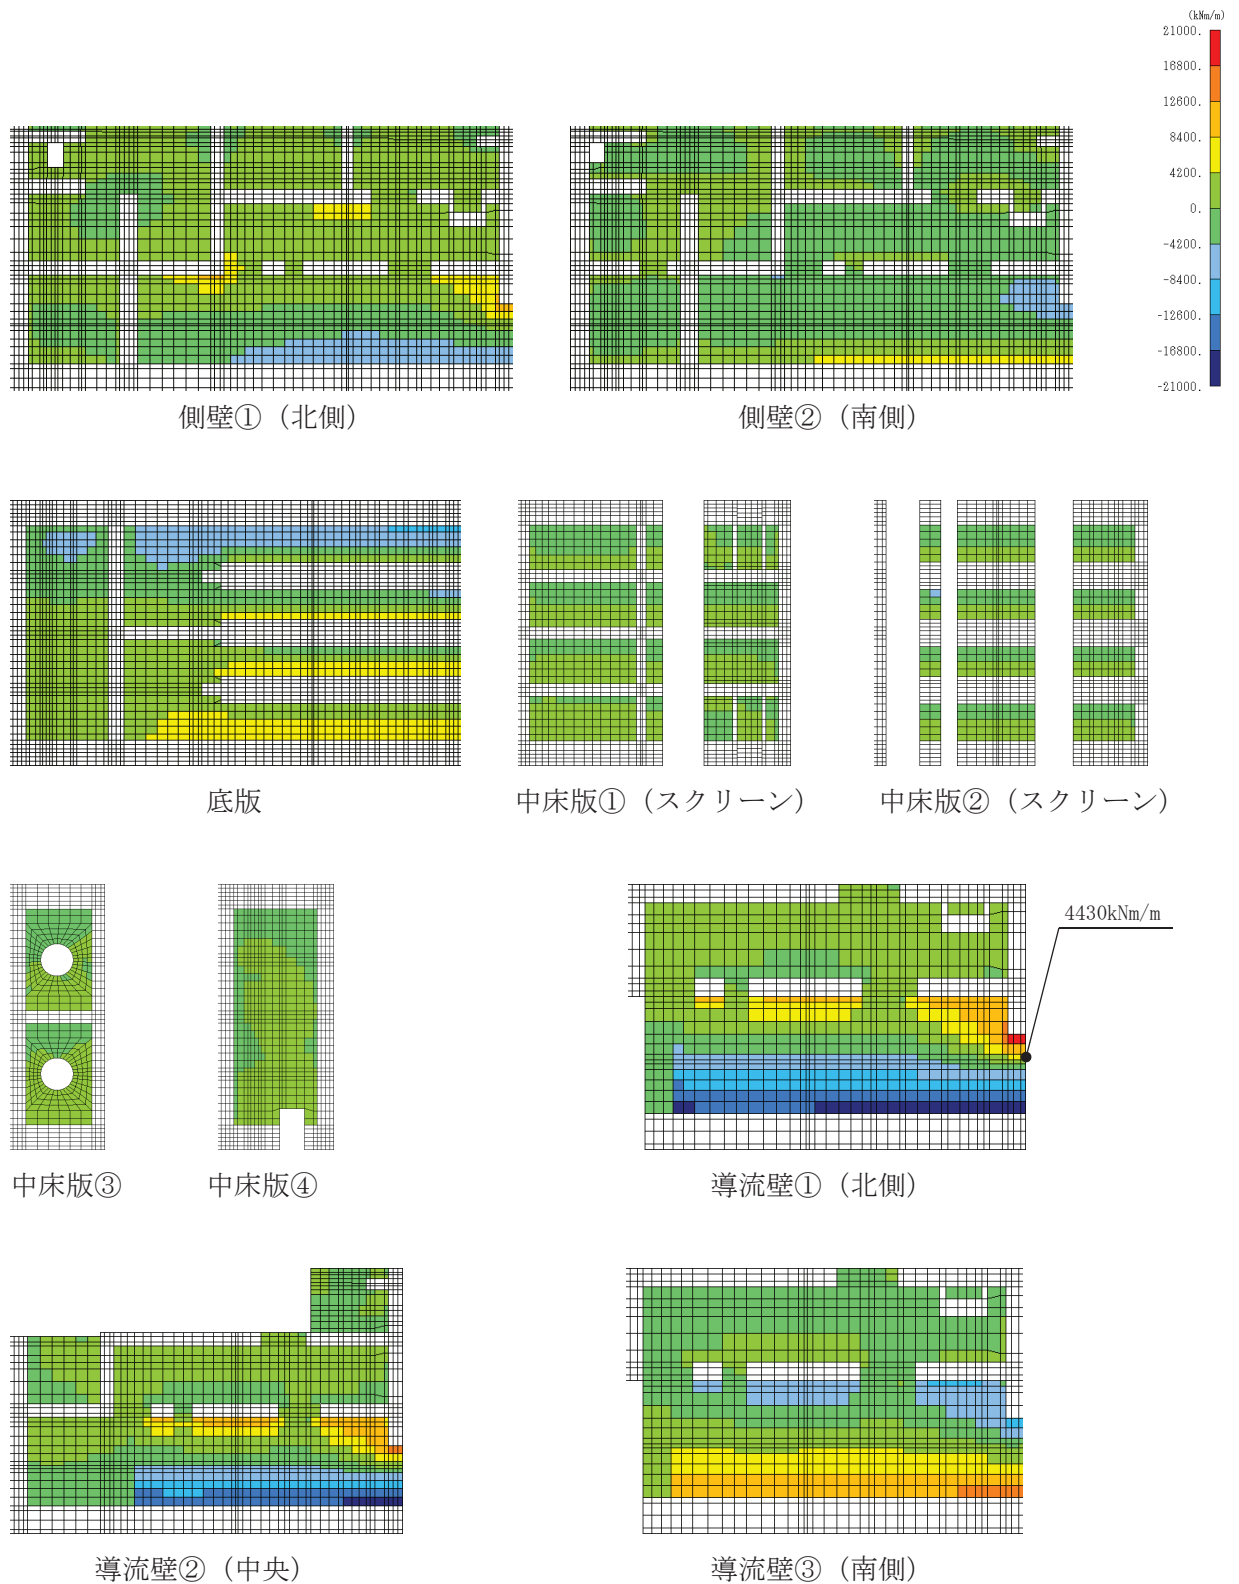 (kNm/m)
21000.
16800.
12600.
8400.
4200.
0.
-4200.
-8400.
-12600.
-16800.
-21000.
側壁①（北側）
側壁②（南側）
底版
中床版①（スクリーン）
中床版②（スクリーン）
4430kNm/m
中床版③
中床版④
導流壁①（北側）
導流壁②（中央）
導流壁③（南側）